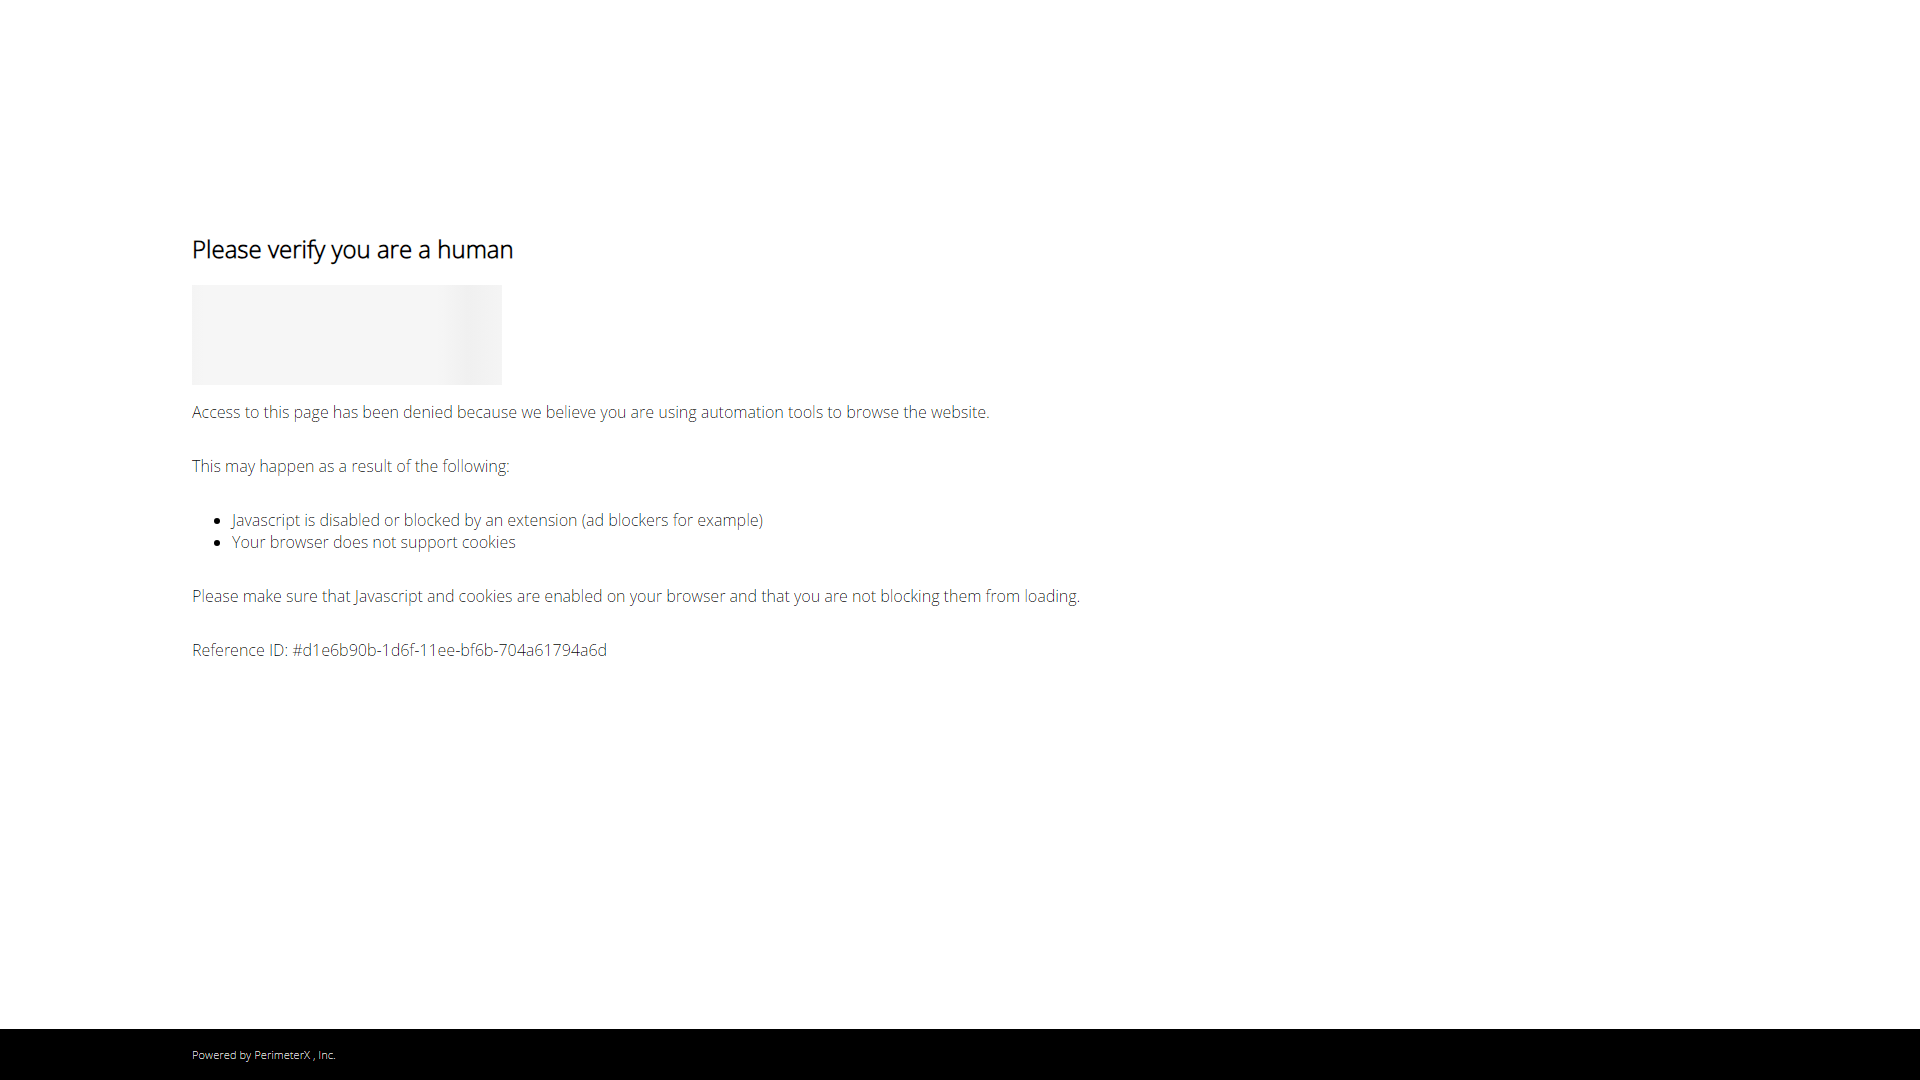 Please verify you are a human
Access to this page has been denied because we believe you are using automation tools to browse the website.
This may happen as a result of the following:
Javascript is disabled or blocked by an extension (ad blockers for example)
Your browser does not support cookies
Please make sure that Javascript and cookies are enabled on your browser and that you are not blocking them from loading.
Reference ID: #d1e6b90b-1d6f-11ee-bf6b-704a61794a6d
Powered by PerimeterX , Inc.